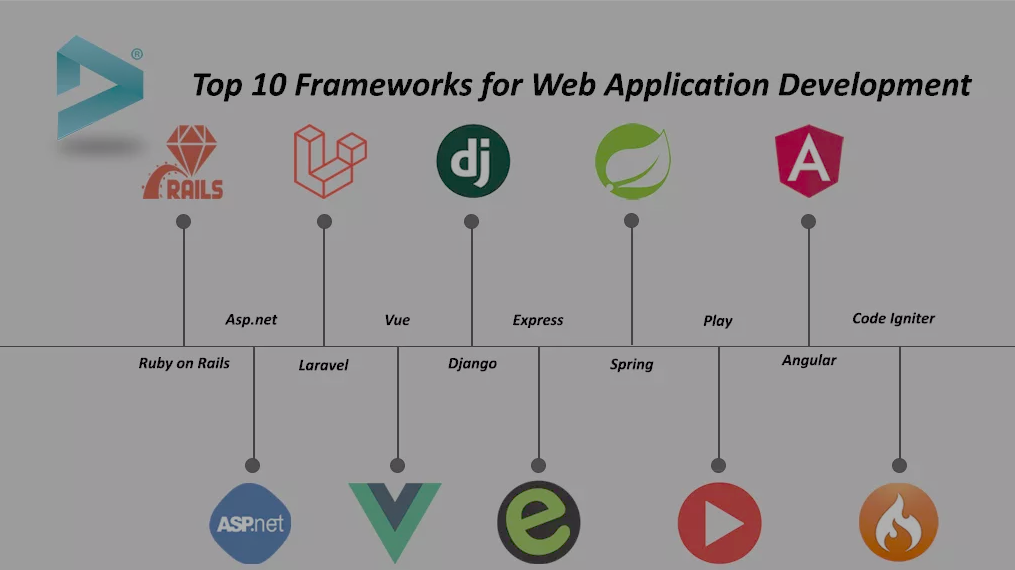 ®
Top 10 Frameworks for Web Application Development
RAILS
dj
A
Asp.net
Vue
Express
Play
Code Igniter
Ruby on Rails
Laravel
Django
Spring
Angular
ASP.net
e